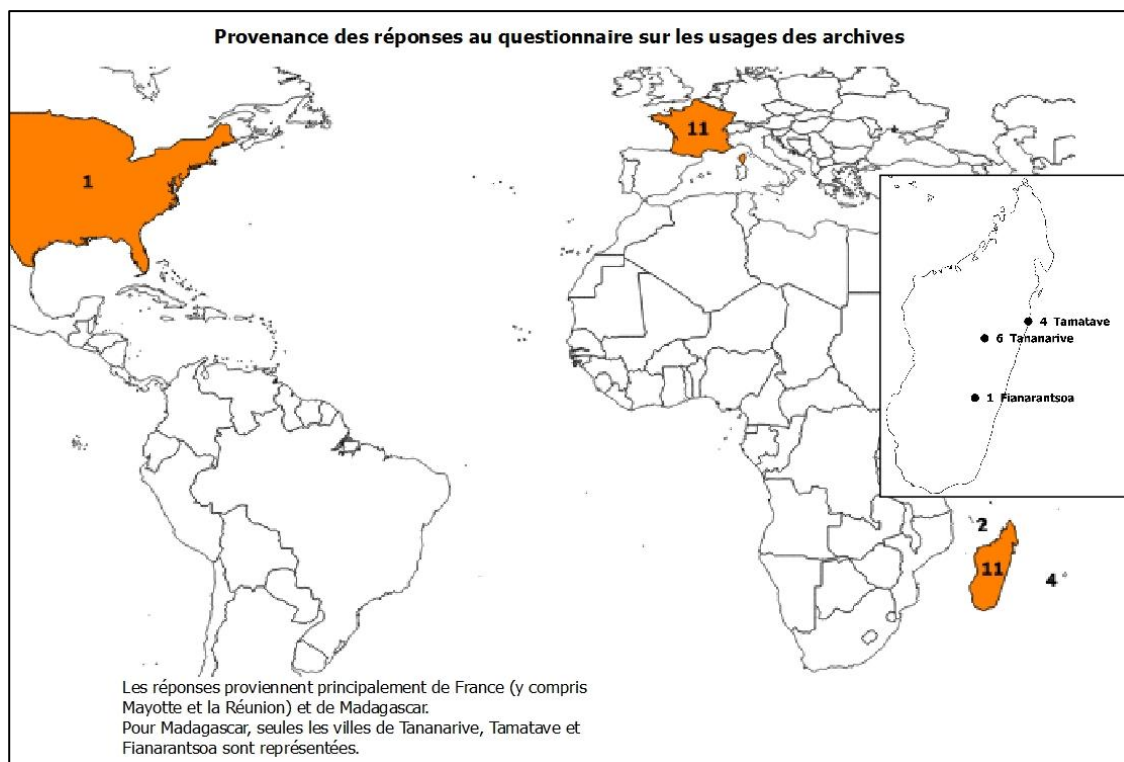 Provenance des réponses au questionnaire sur les usages des archives
11
1
4 Tamatave
6 Tananarive
1 Fianarantsoa
2
11
4
Les réponses proviennent principalement de France (y compris
Mayotte et la Réunion) et de Madagascar.
Pour Madagascar, seules les villes de Tananarive, Tamatave et
Fianarantsoa sont représentées.